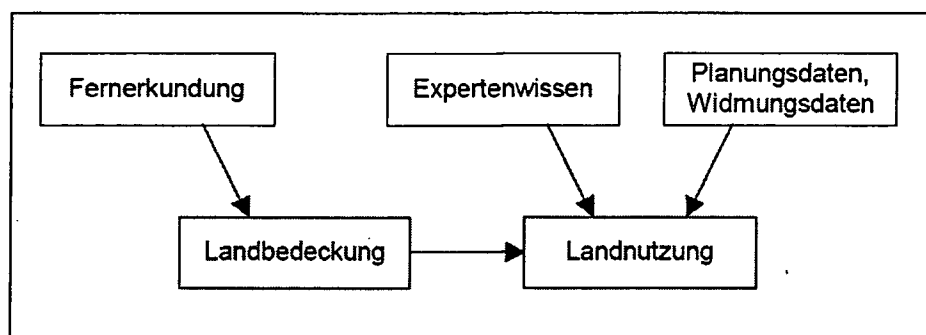 Fernerkundung
Expertenwissen
Planungsdaten,
Widmungsdaten
Landbedeckung
Landnutzung